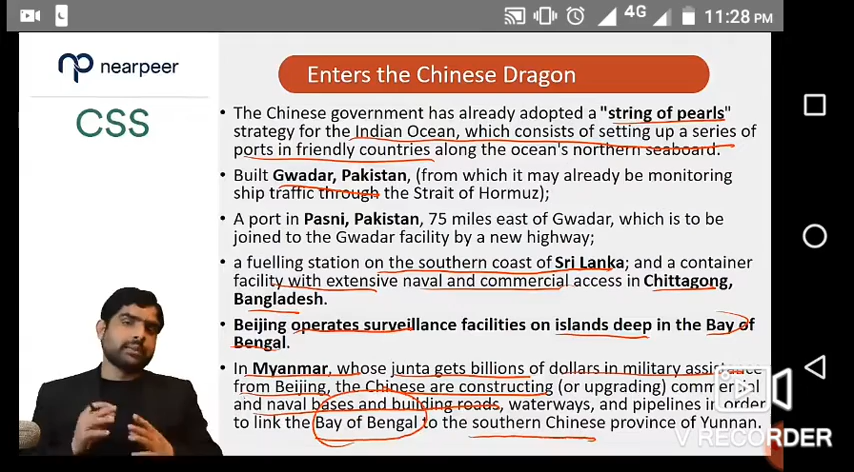 4G 11:28 PM
nearpeer
CSS
Enters the Chinese Dragon
• The Chinese government has already adopted a "string of pearls"
strategy for the Indian Ocean, which consists of setting up a series of
ports in friendly countries along the ocean's northern seaboard.
• Built Gwadar, Pakistan, (from which it may already be monitoring
ship traffic through the Strait of Hormuz);
• A port in Pasni, Pakistan, 75 miles east of Gwadar, which is to be
joined to the Gwadar facility by a new highway;
• a fuelling station on the southern coast of Sri Lanka; and a container
facility with extensive naval and commercial access in Chittagong,
Bangladesh.
• Beijing operates surveillance facilities on islands deep in the Bay of
Bengal.
• In Myanmar, whose junta gets billions of dollars in military assistance
from Beijing, the Chinese are constructing (or upgrading) commercial
and naval bases and building roads, waterways, and pipelines in order
to link the Bay of Bengal to the southern Chinese province of Yunnan.
V RECORDER